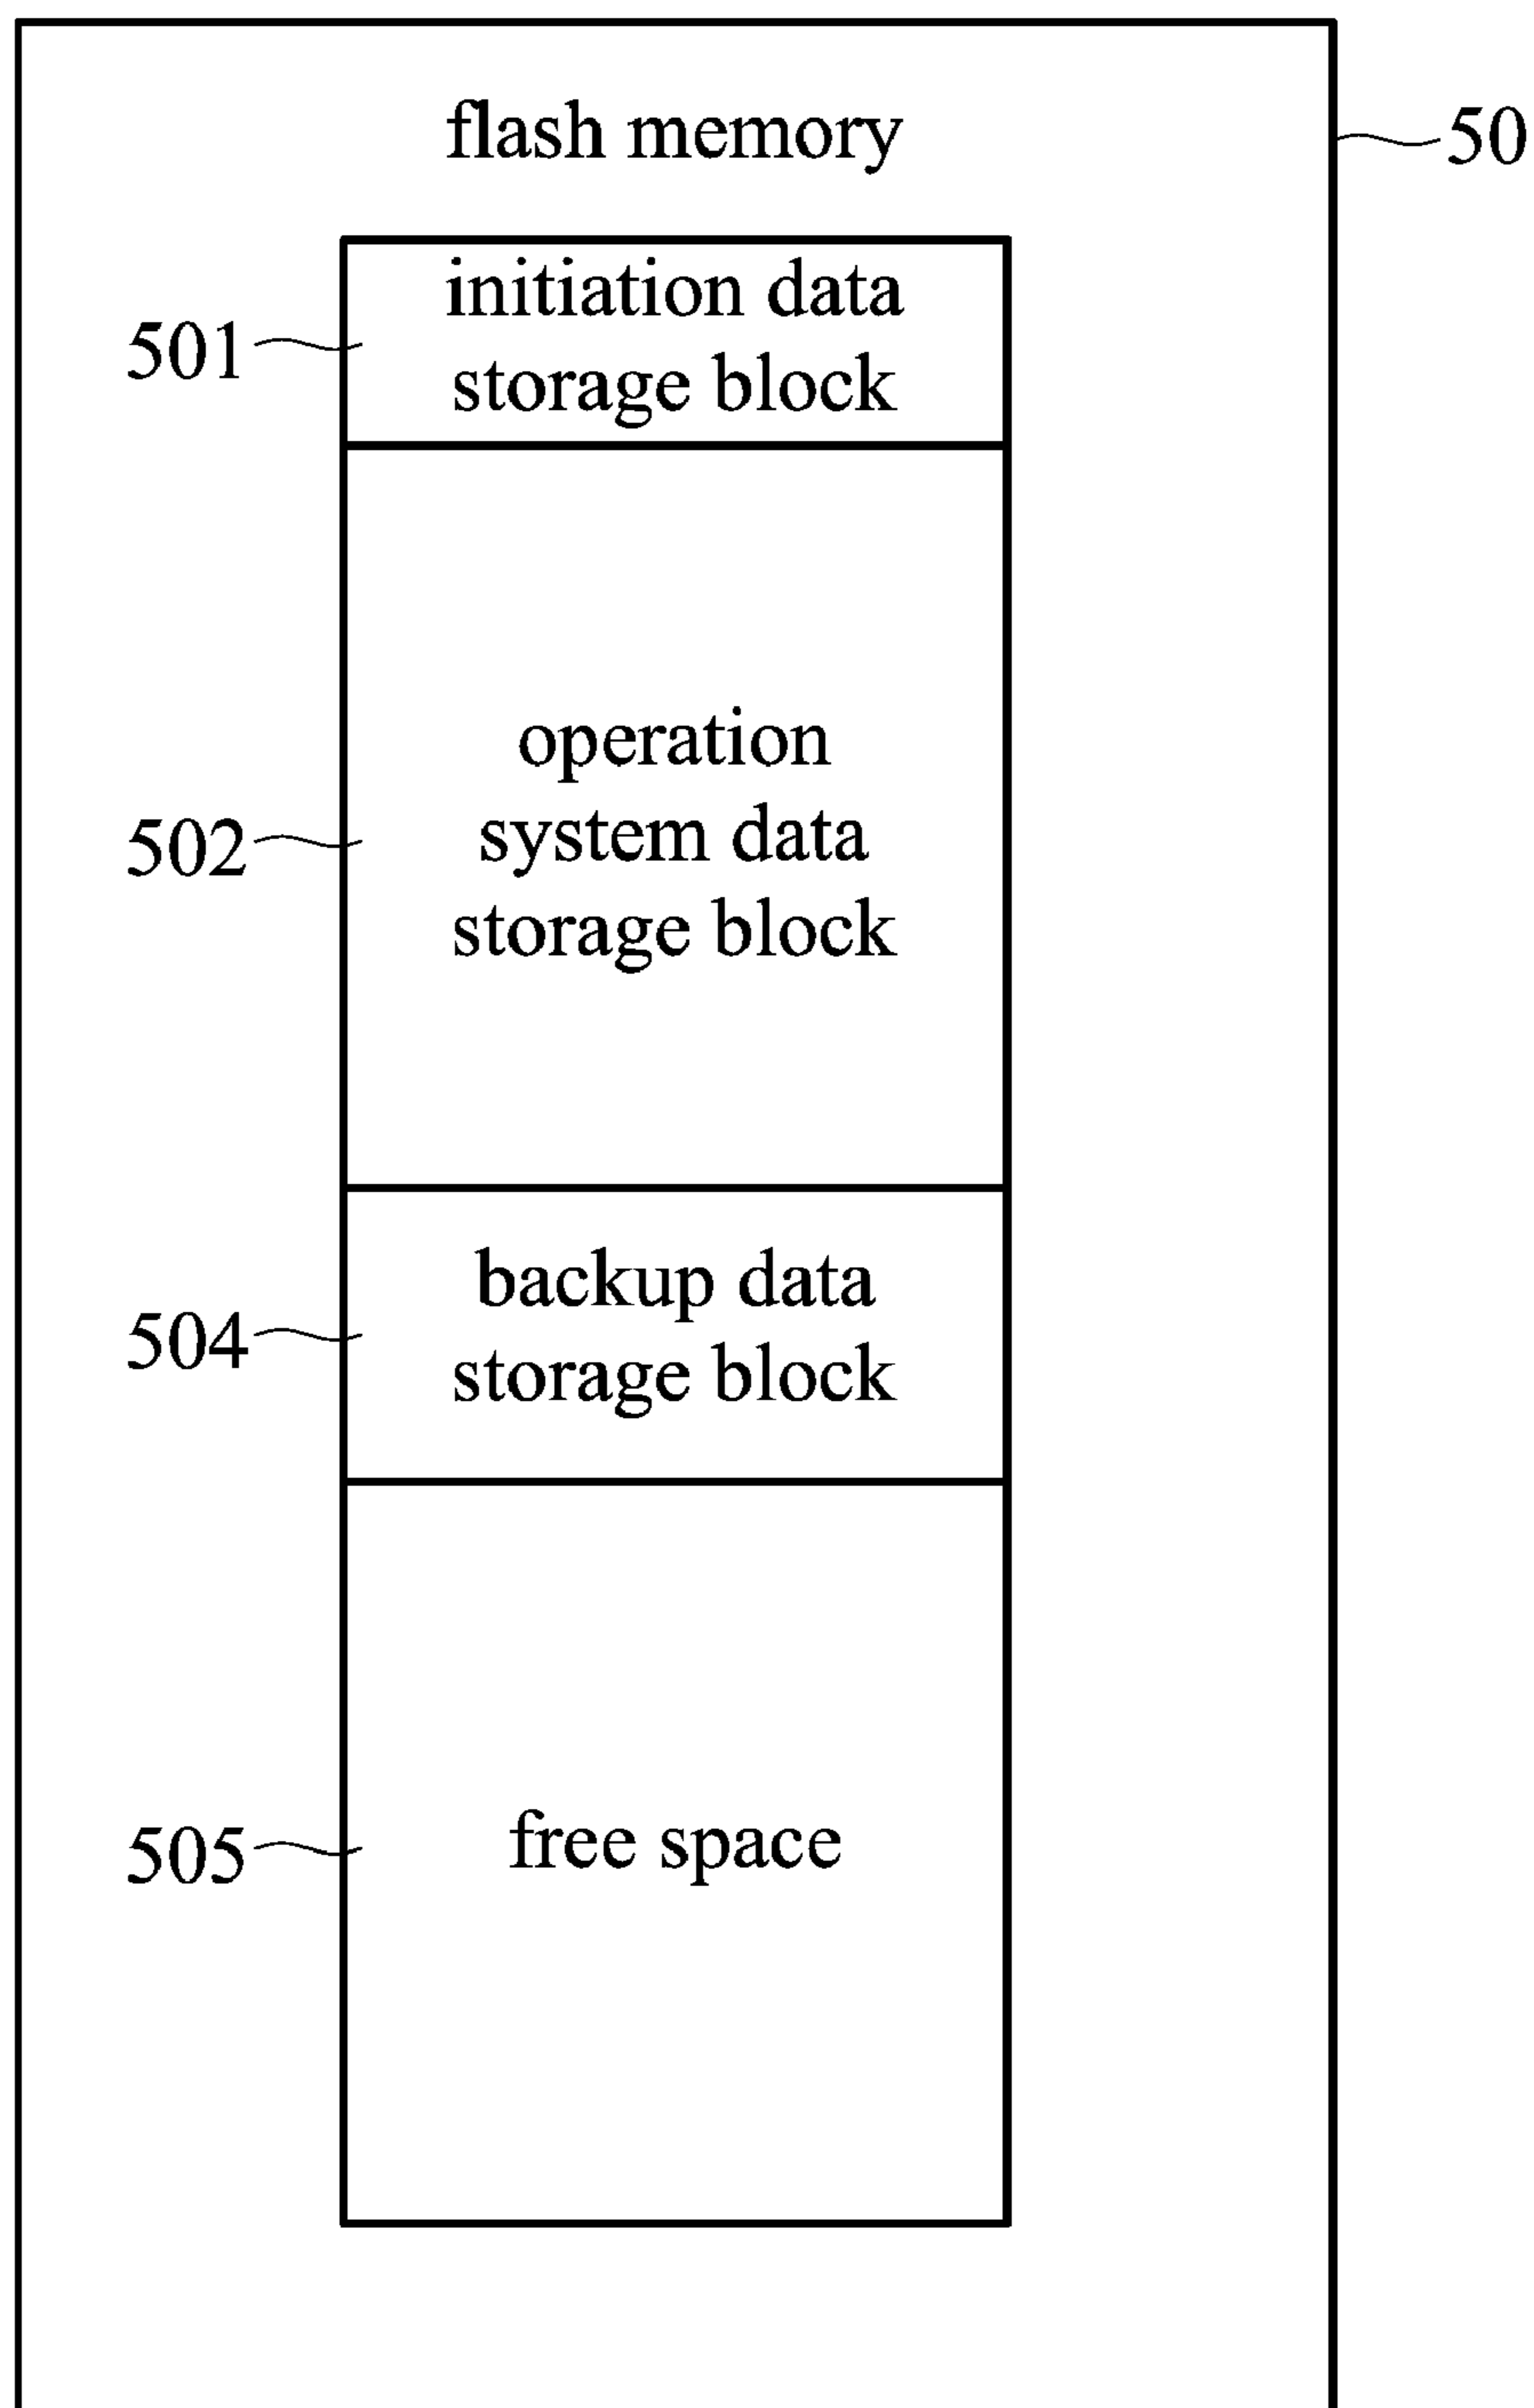 flash memory
50
initiation data
501
storage block
operation
system data
502
storage block
backup data
504
storage block
free space
505